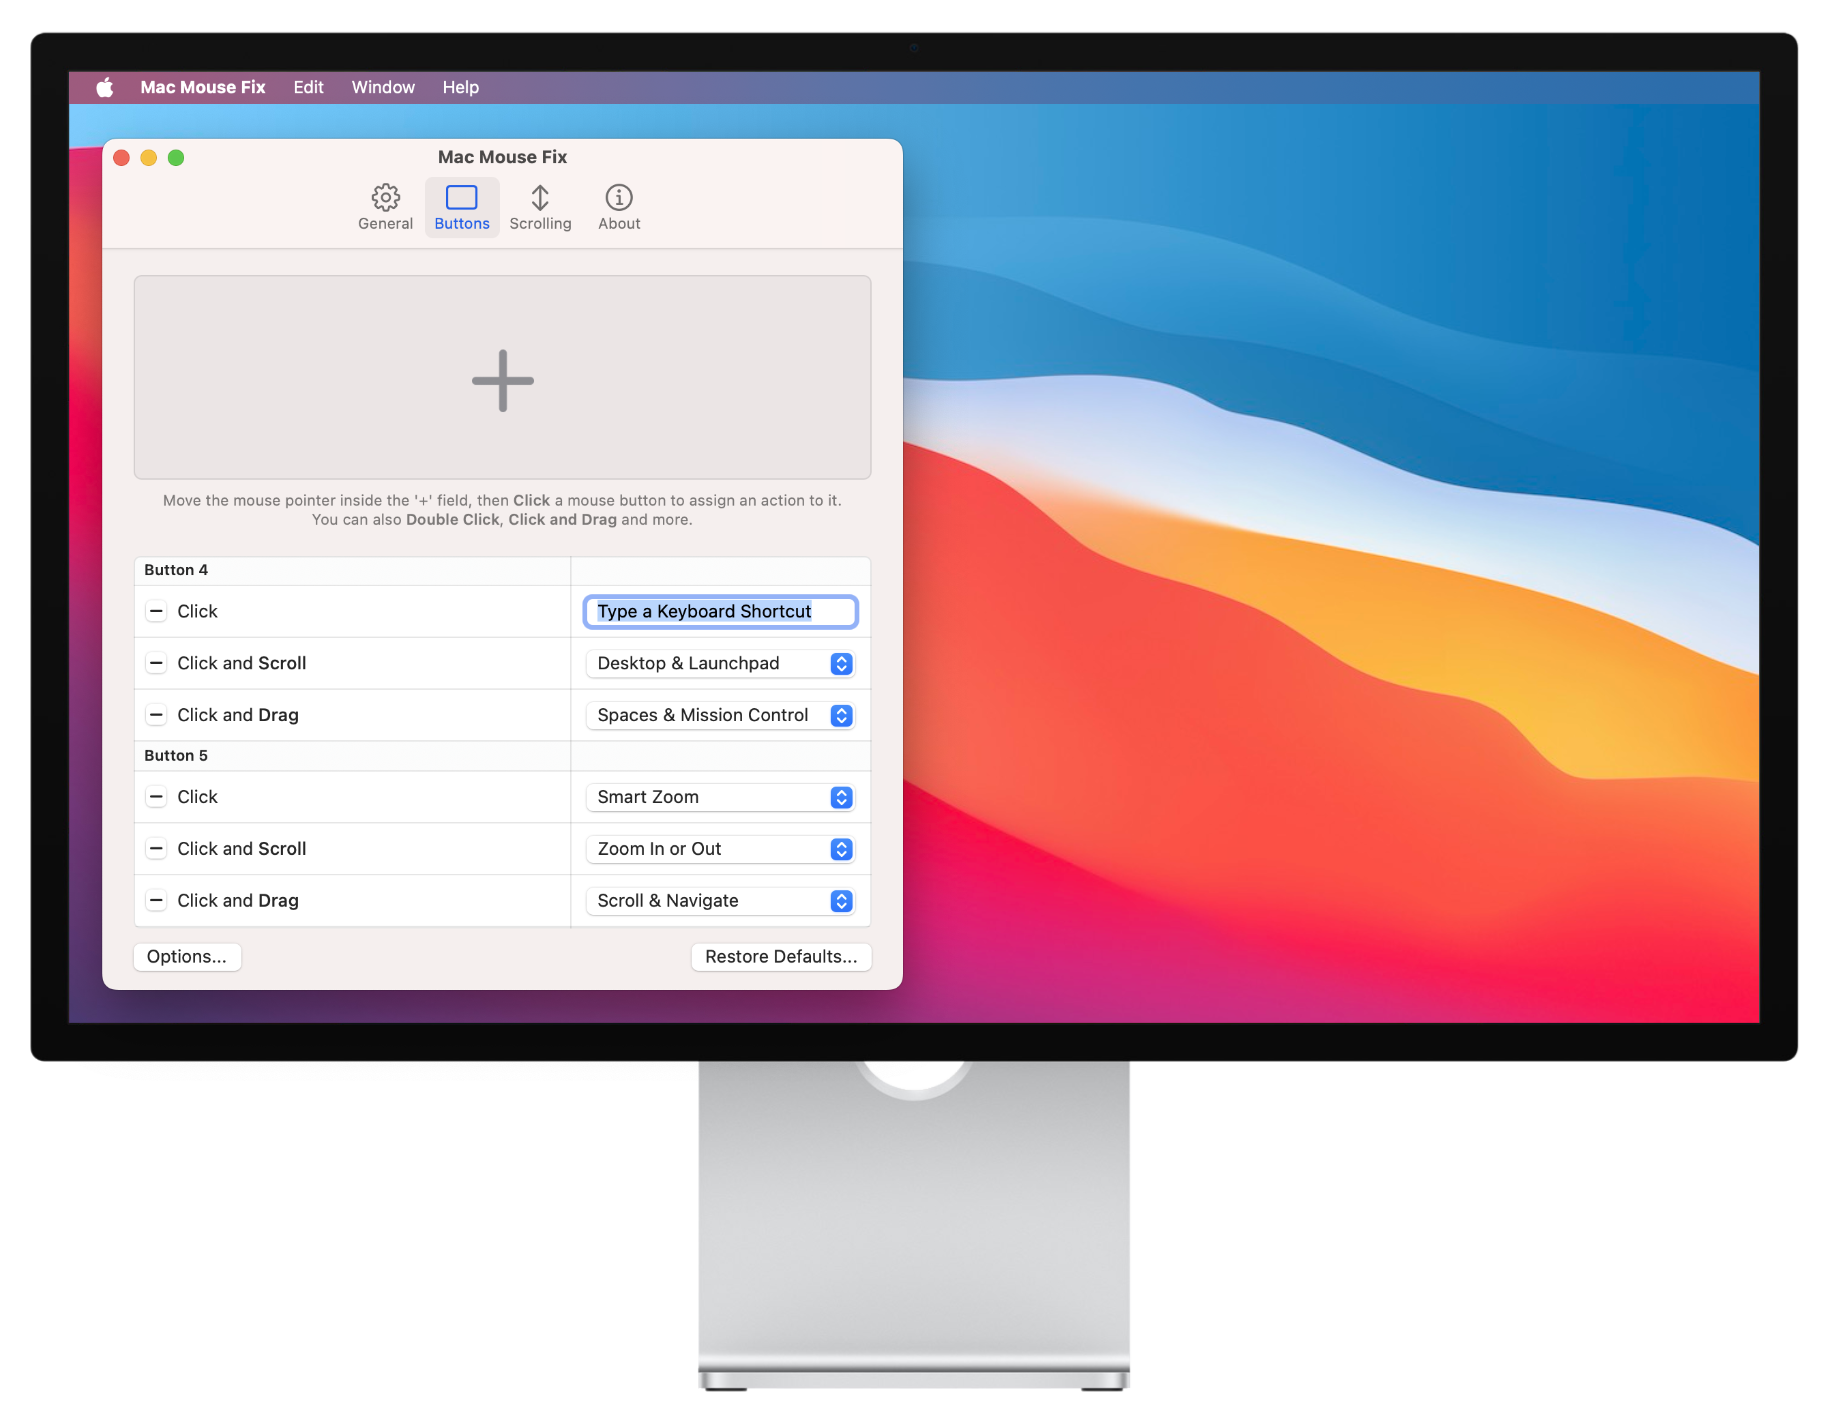 Mac Mouse Fix Edit Window Help
Mac Mouse Fix
General Buttons Scrolling About
Move the mouse pointer inside the '+' field, then Click a mouse button to assign an action to it.
You can also Double Click, Click and Drag and more.
Button 4
Click Type a Keyboard Shortcut
Click and Scroll Desktop & Launchpad
Click and Drag Spaces & Mission Control
Button 5
Click Smart Zoom
Click and Scroll Zoom In or Out
Click and Drag Scroll & Navigate
Options... Restore Defaults...